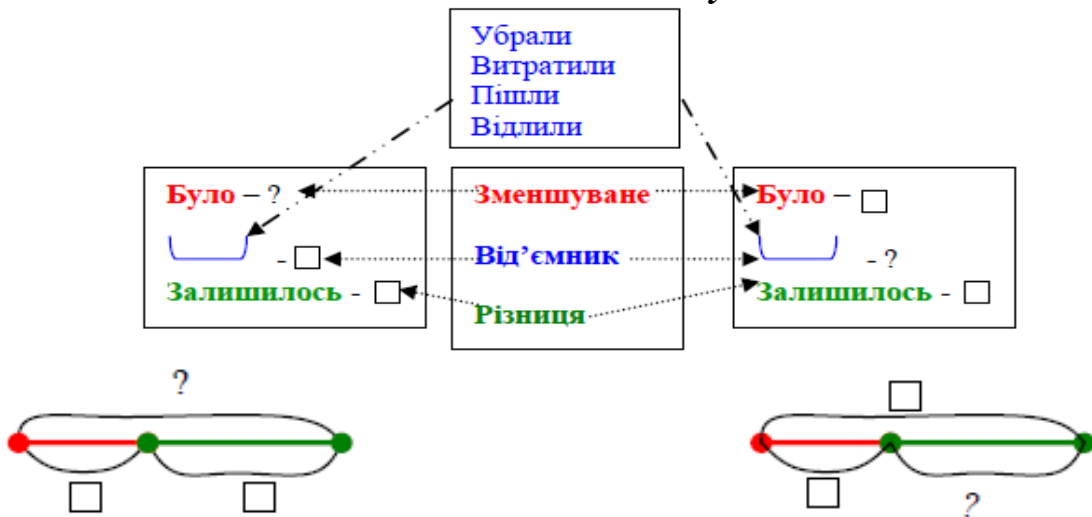 у
Убрали
Витратили
Пішли
Відлили
Було – ?
- □
Залишилось - □
Зменшуване
Від’ємник
Різниця
Було – □
- ?
Залишилось - □
?
□ □
□
□
?